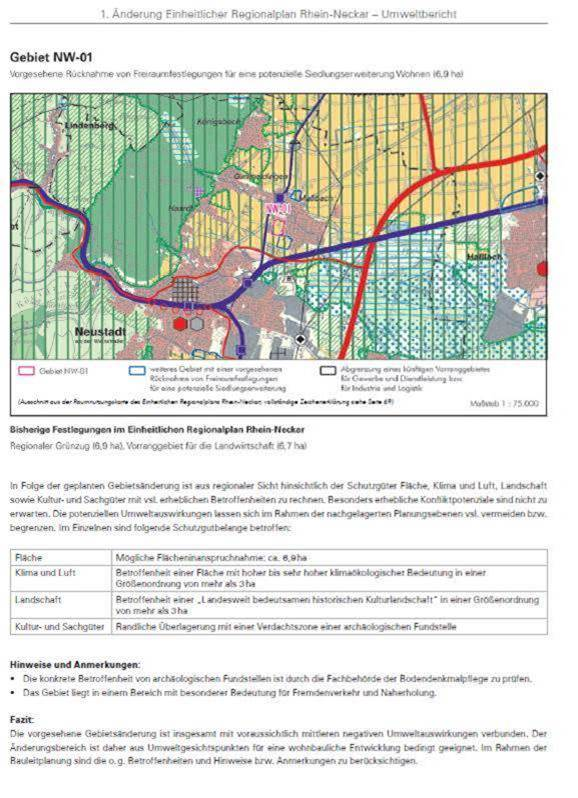 1. Änderung Einheitlicher Regionalplan Rhein-Neckar – Umweltbericht
Gebiet NW-01
Vorgesehene Rücknahme von Freiraumfestlegungen für eine potenzielle Siedlungserweiterung Wohnen (6,9 ha)
Lindenberg
Königsbach
Gimmeldingen
Mußbach
NW-01
Haardt
Haßloch
Neustadt
an der Weinstraße
Gebiet NW-01
weiteres Gebiet mit einer vorgesehenen
Rücknahme von Freiraumfestlegungen
für eine potenzielle Siedlungserweiterung
Abgrenzung eines künftigen Vorranggebietes
für Gewerbe und Dienstleistung bzw.
für Industrie und Logistik
(Ausschnitt aus der Raumnutzungskarte des Einheitlichen Regionalplans Rhein-Neckar; vollständige Zeichenerklärung siehe Seite 69)
Maßstab 1 : 75.000
Bisherige Festlegungen im Einheitlichen Regionalplan Rhein-Neckar
Regionaler Grünzug (6,9 ha), Vorranggebiet für die Landwirtschaft (6,7 ha)
In Folge der geplanten Gebietsänderung ist aus regionaler Sicht hinsichtlich der Schutzgüter Fläche, Klima und Luft, Landschaft
sowie Kultur- und Sachgüter mit vsl. erheblichen Betroffenheiten zu rechnen. Besonders erhebliche Konfliktpotenziale sind nicht zu
erwarten. Die potenziellen Umweltauswirkungen lassen sich im Rahmen der nachgelagerten Planungsebenen vsl. vermeiden bzw.
begrenzen. Im Einzelnen sind folgende Schutzgutbelange betroffen:
Fläche Mögliche Flächeninanspruchnahme: ca. 6,9 ha
Klima und Luft Betroffenheit einer Fläche mit hoher bis sehr hoher klimaökologischer Bedeutung in einer
Größenordnung von mehr als 3 ha
Landschaft Betroffenheit einer „Landesweit bedeutsamen historischen Kulturlandschaft" in einer Größenordnung
von mehr als 3 ha
Kultur- und Sachgüter Randliche Überlagerung mit einer Verdachtszone einer archäologischen Fundstelle
Hinweise und Anmerkungen:
• Die konkrete Betroffenheit von archäologischen Fundstellen ist durch die Fachbehörde der Bodendenkmalpflege zu prüfen.
• Das Gebiet liegt in einem Bereich mit besonderer Bedeutung für Fremdenverkehr und Naherholung.
Fazit:
Die vorgesehene Gebietsänderung ist insgesamt mit voraussichtlich mittleren negativen Umweltauswirkungen verbunden. Der
Änderungsbereich ist daher aus Umweltgesichtspunkten für eine wohnbauliche Entwicklung bedingt geeignet. Im Rahmen der
Bauleitplanung sind die o. g. Betroffenheiten und Hinweise bzw. Anmerkungen zu berücksichtigen.